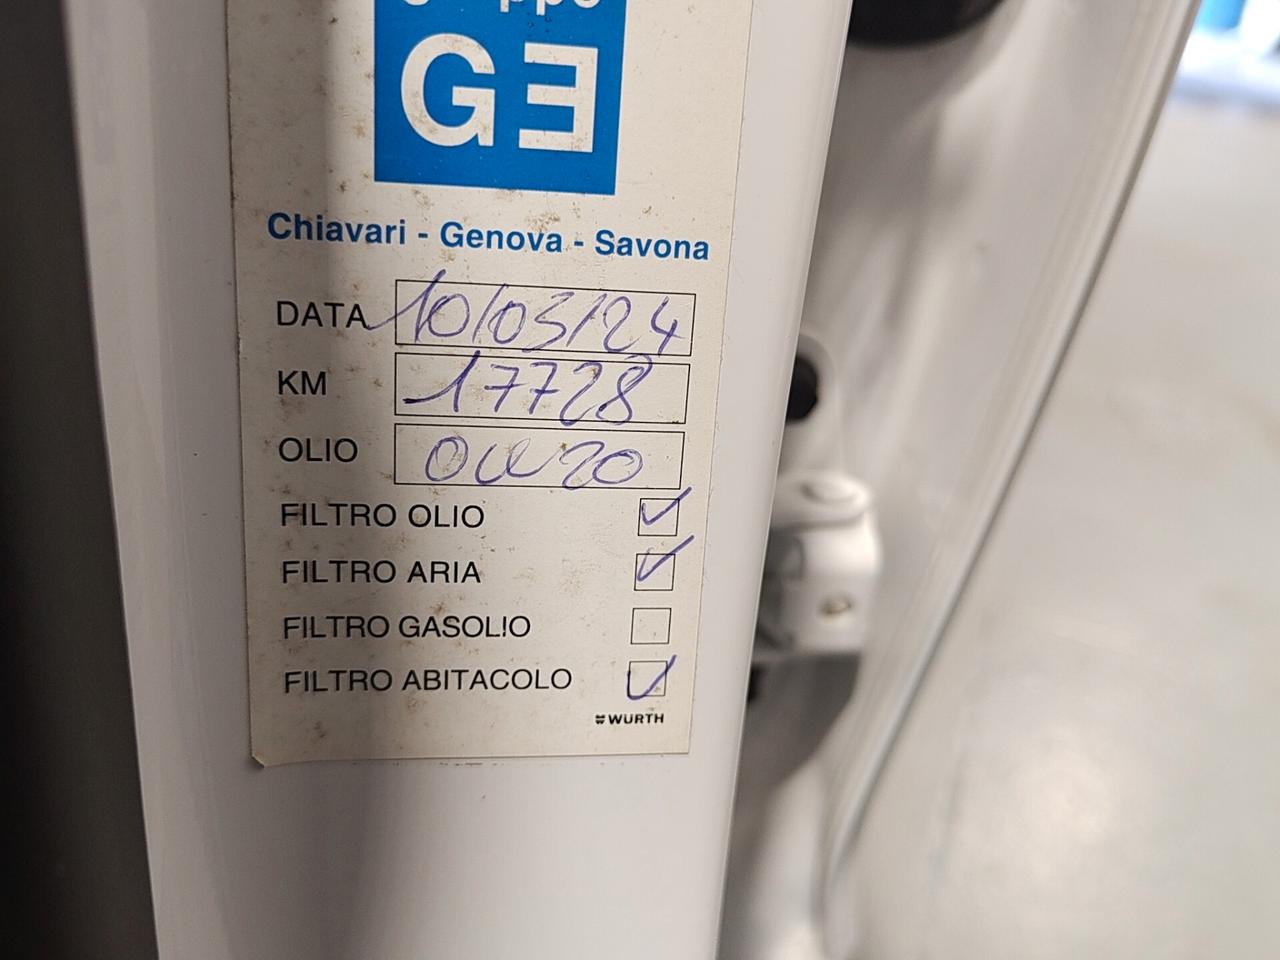 GE
Chiavari - Genova - Savona
DATA 10/03/24
KM 17728
OLIO 0W20
FILTRO OLIO ✓
FILTRO ARIA ✓
FILTRO GASOLIO
FILTRO ABITACOLO ✓
WURTH